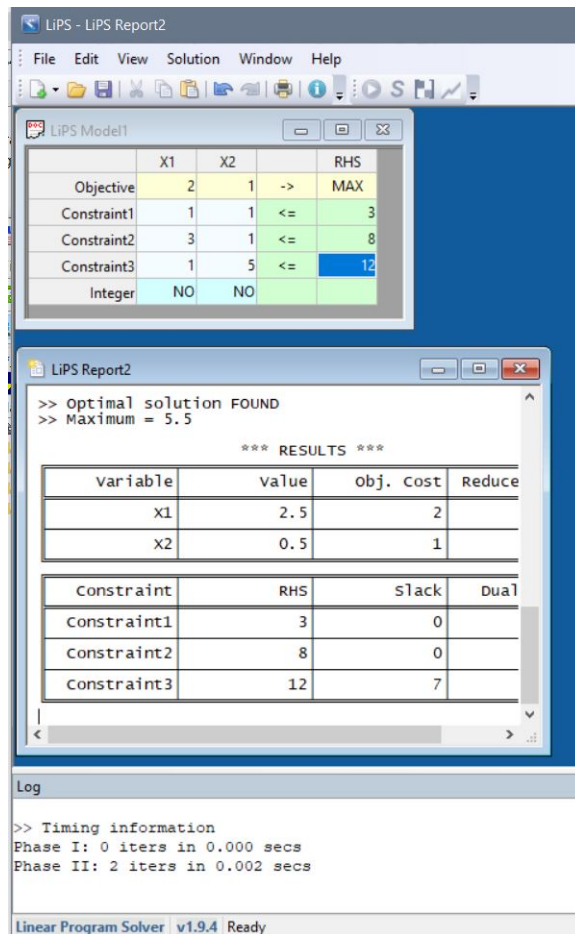 LiPS - LiPS Report2
File Edit View Solution Window Help
LiPS Model1
X1 X2 RHS
Objective 2 1 -> MAX
Constraint1 1 1 <= 3
Constraint2 3 1 <= 8
Constraint3 1 5 <= 12
Integer NO NO
LiPS Report2
>> Optimal solution FOUND
>> Maximum = 5.5
*** RESULTS ***
Variable Value Obj. Cost Reduce
X1 2.5 2
X2 0.5 1
Constraint RHS Slack Dual
Constraint1 3 0
Constraint2 8 0
Constraint3 12 7
Log
>> Timing information
Phase I: 0 iters in 0.000 secs
Phase II: 2 iters in 0.002 secs
Linear Program Solver v1.9.4 Ready